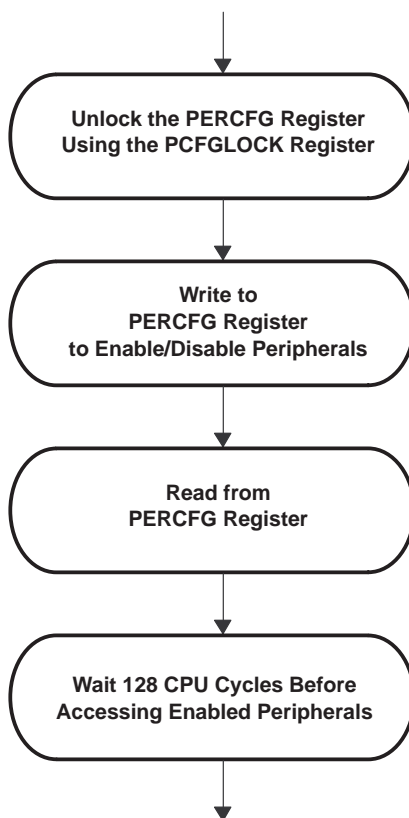 Unlock the PERCFG Register
Using the PCFGLOCK Register
Write to
PERCFG Register
to Enable/Disable Peripherals
Read from
PERCFG Register
Wait 128 CPU Cycles Before
Accessing Enabled Peripherals